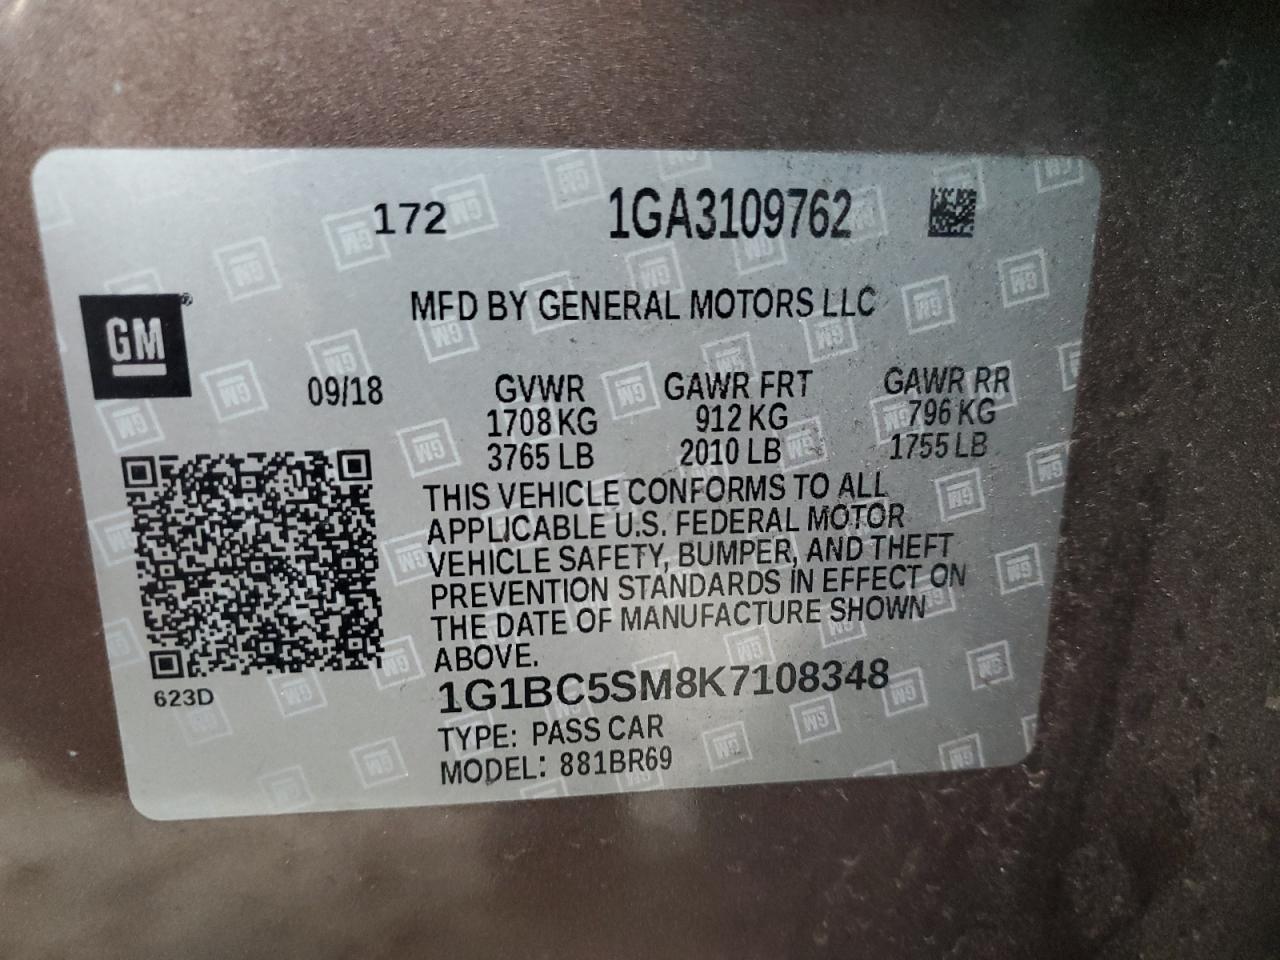 172 1GA3109762
MFD BY GENERAL MOTORS LLC
GM®
09/18 GVWR GAWR FRT GAWR RR
1708 KG 912 KG 796 KG
3765 LB 2010 LB 1755 LB
THIS VEHICLE CONFORMS TO ALL
APPLICABLE U.S. FEDERAL MOTOR
VEHICLE SAFETY, BUMPER, AND THEFT
PREVENTION STANDARDS IN EFFECT ON
THE DATE OF MANUFACTURE SHOWN
ABOVE.
623D
1G1BC5SM8K7108348
TYPE: PASS CAR
MODEL: 881BR69